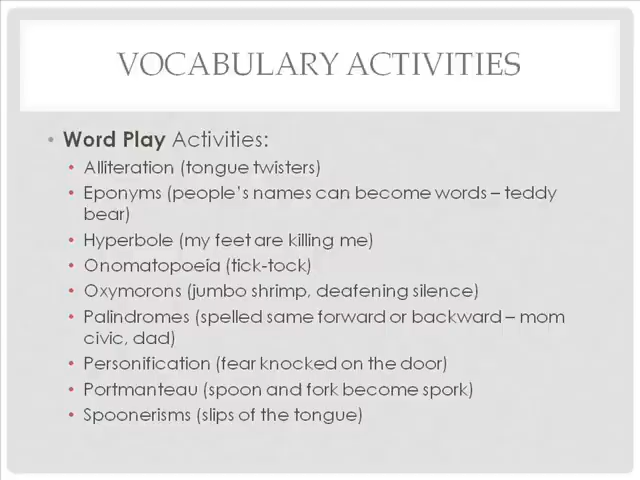 VOCABULARY ACTIVITIES
• Word Play Activities:
• Alliteration (tongue twisters)
• Eponyms (people's names can become words – teddy
bear)
• Hyperbole (my feet are killing me)
• Onomatopoeia (tick-tock)
• Oxymorons (jumbo shrimp, deafening silence)
• Palindromes (spelled same forward or backward – mom
civic, dad)
• Personification (fear knocked on the door)
• Portmanteau (spoon and fork become spork)
• Spoonerisms (slips of the tongue)